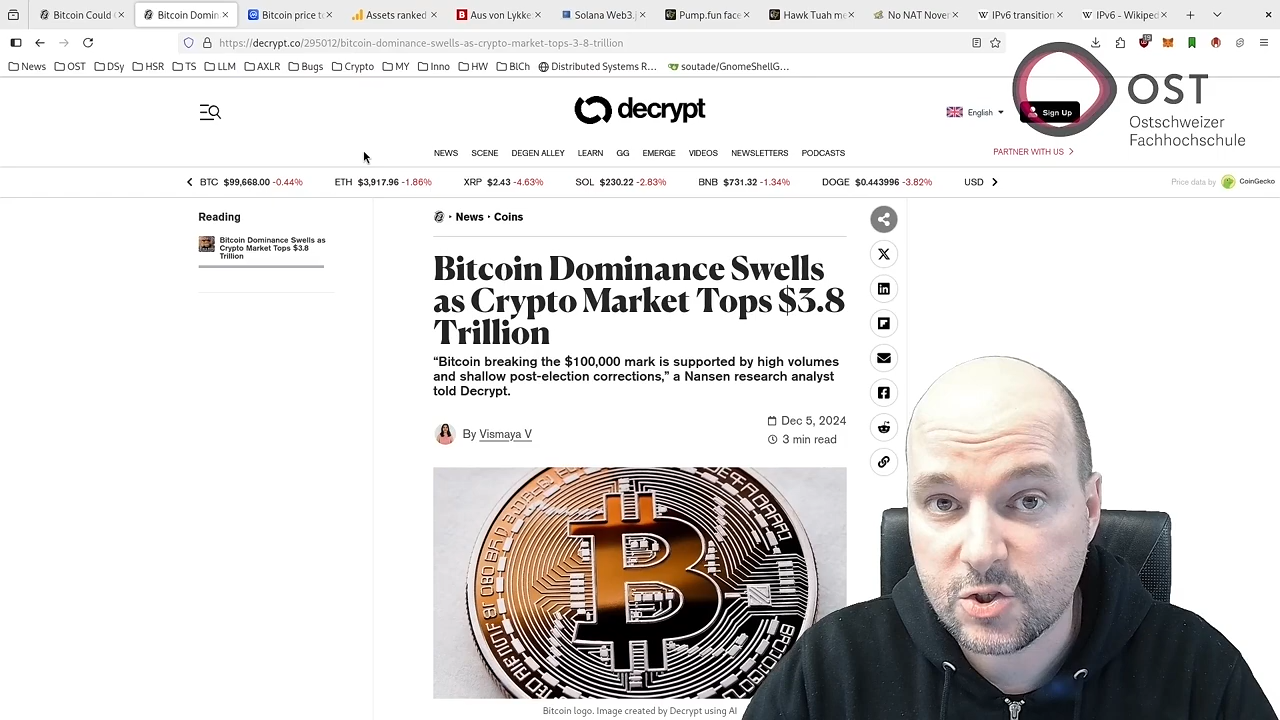 Bitcoin Could
Bitcoin Domin
Bitcoin price t
Assets ranked
Aus von Lykke
Solana Web3.j
Pump.fun face
Hawk Tuah me
No NAT Nover
IPv6 transition
IPv6 - Wikiped
https://decrypt.co/295012/bitcoin-dominance-swells-as-crypto-market-tops-3-8-trillion
News OST DSy HSR TS LLM AXLR Bugs Crypto MY Inno HW BlCh Distributed Systems R... soutade/GnomeShellG...
OST
Ostschweizer
Fachhochschule
decrypt
English
Sign Up
NEWS SCENE DEGEN ALLEY LEARN GG EMERGE VIDEOS NEWSLETTERS PODCASTS
PARTNER WITH US
BTC $99,668.00 -0.44% ETH $3,917.96 -1.86% XRP $2.43 -4.63% SOL $230.22 -2.83% BNB $731.32 -1.34% DOGE $0.443996 -3.82% USD
Price data by CoinGecko
Reading
Bitcoin Dominance Swells as
Crypto Market Tops $3.8
Trillion
· News · Coins
Bitcoin Dominance Swells
as Crypto Market Tops $3.8
Trillion
“Bitcoin breaking the $100,000 mark is supported by high volumes
and shallow post-election corrections,” a Nansen research analyst
told Decrypt.
By Vismaya V
Dec 5, 2024
3 min read
Bitcoin logo. Image created by Decrypt using AI